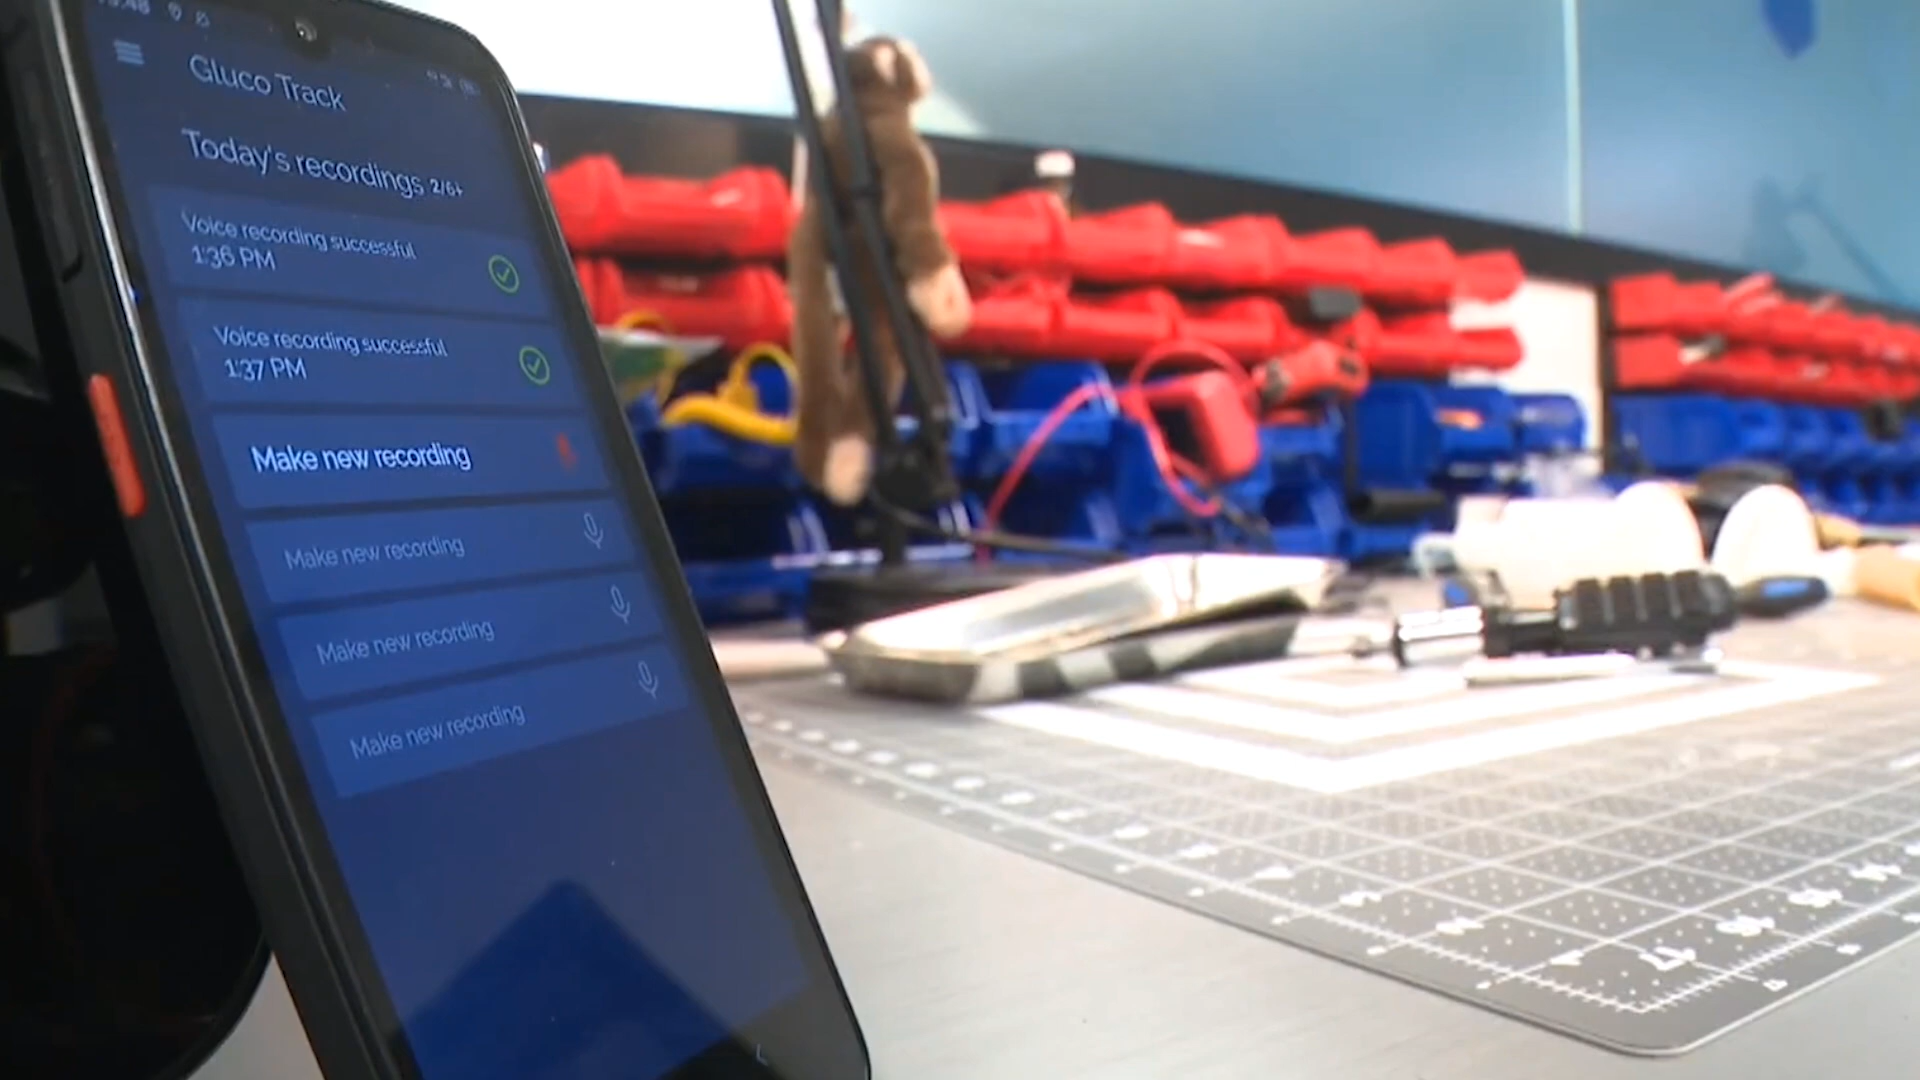 Gluco Track
Today's recordings 2/6+
Voice recording successful
1:36 PM
Voice recording successful
1:37 PM
Make new recording
Make new recording
Make new recording
Make new recording